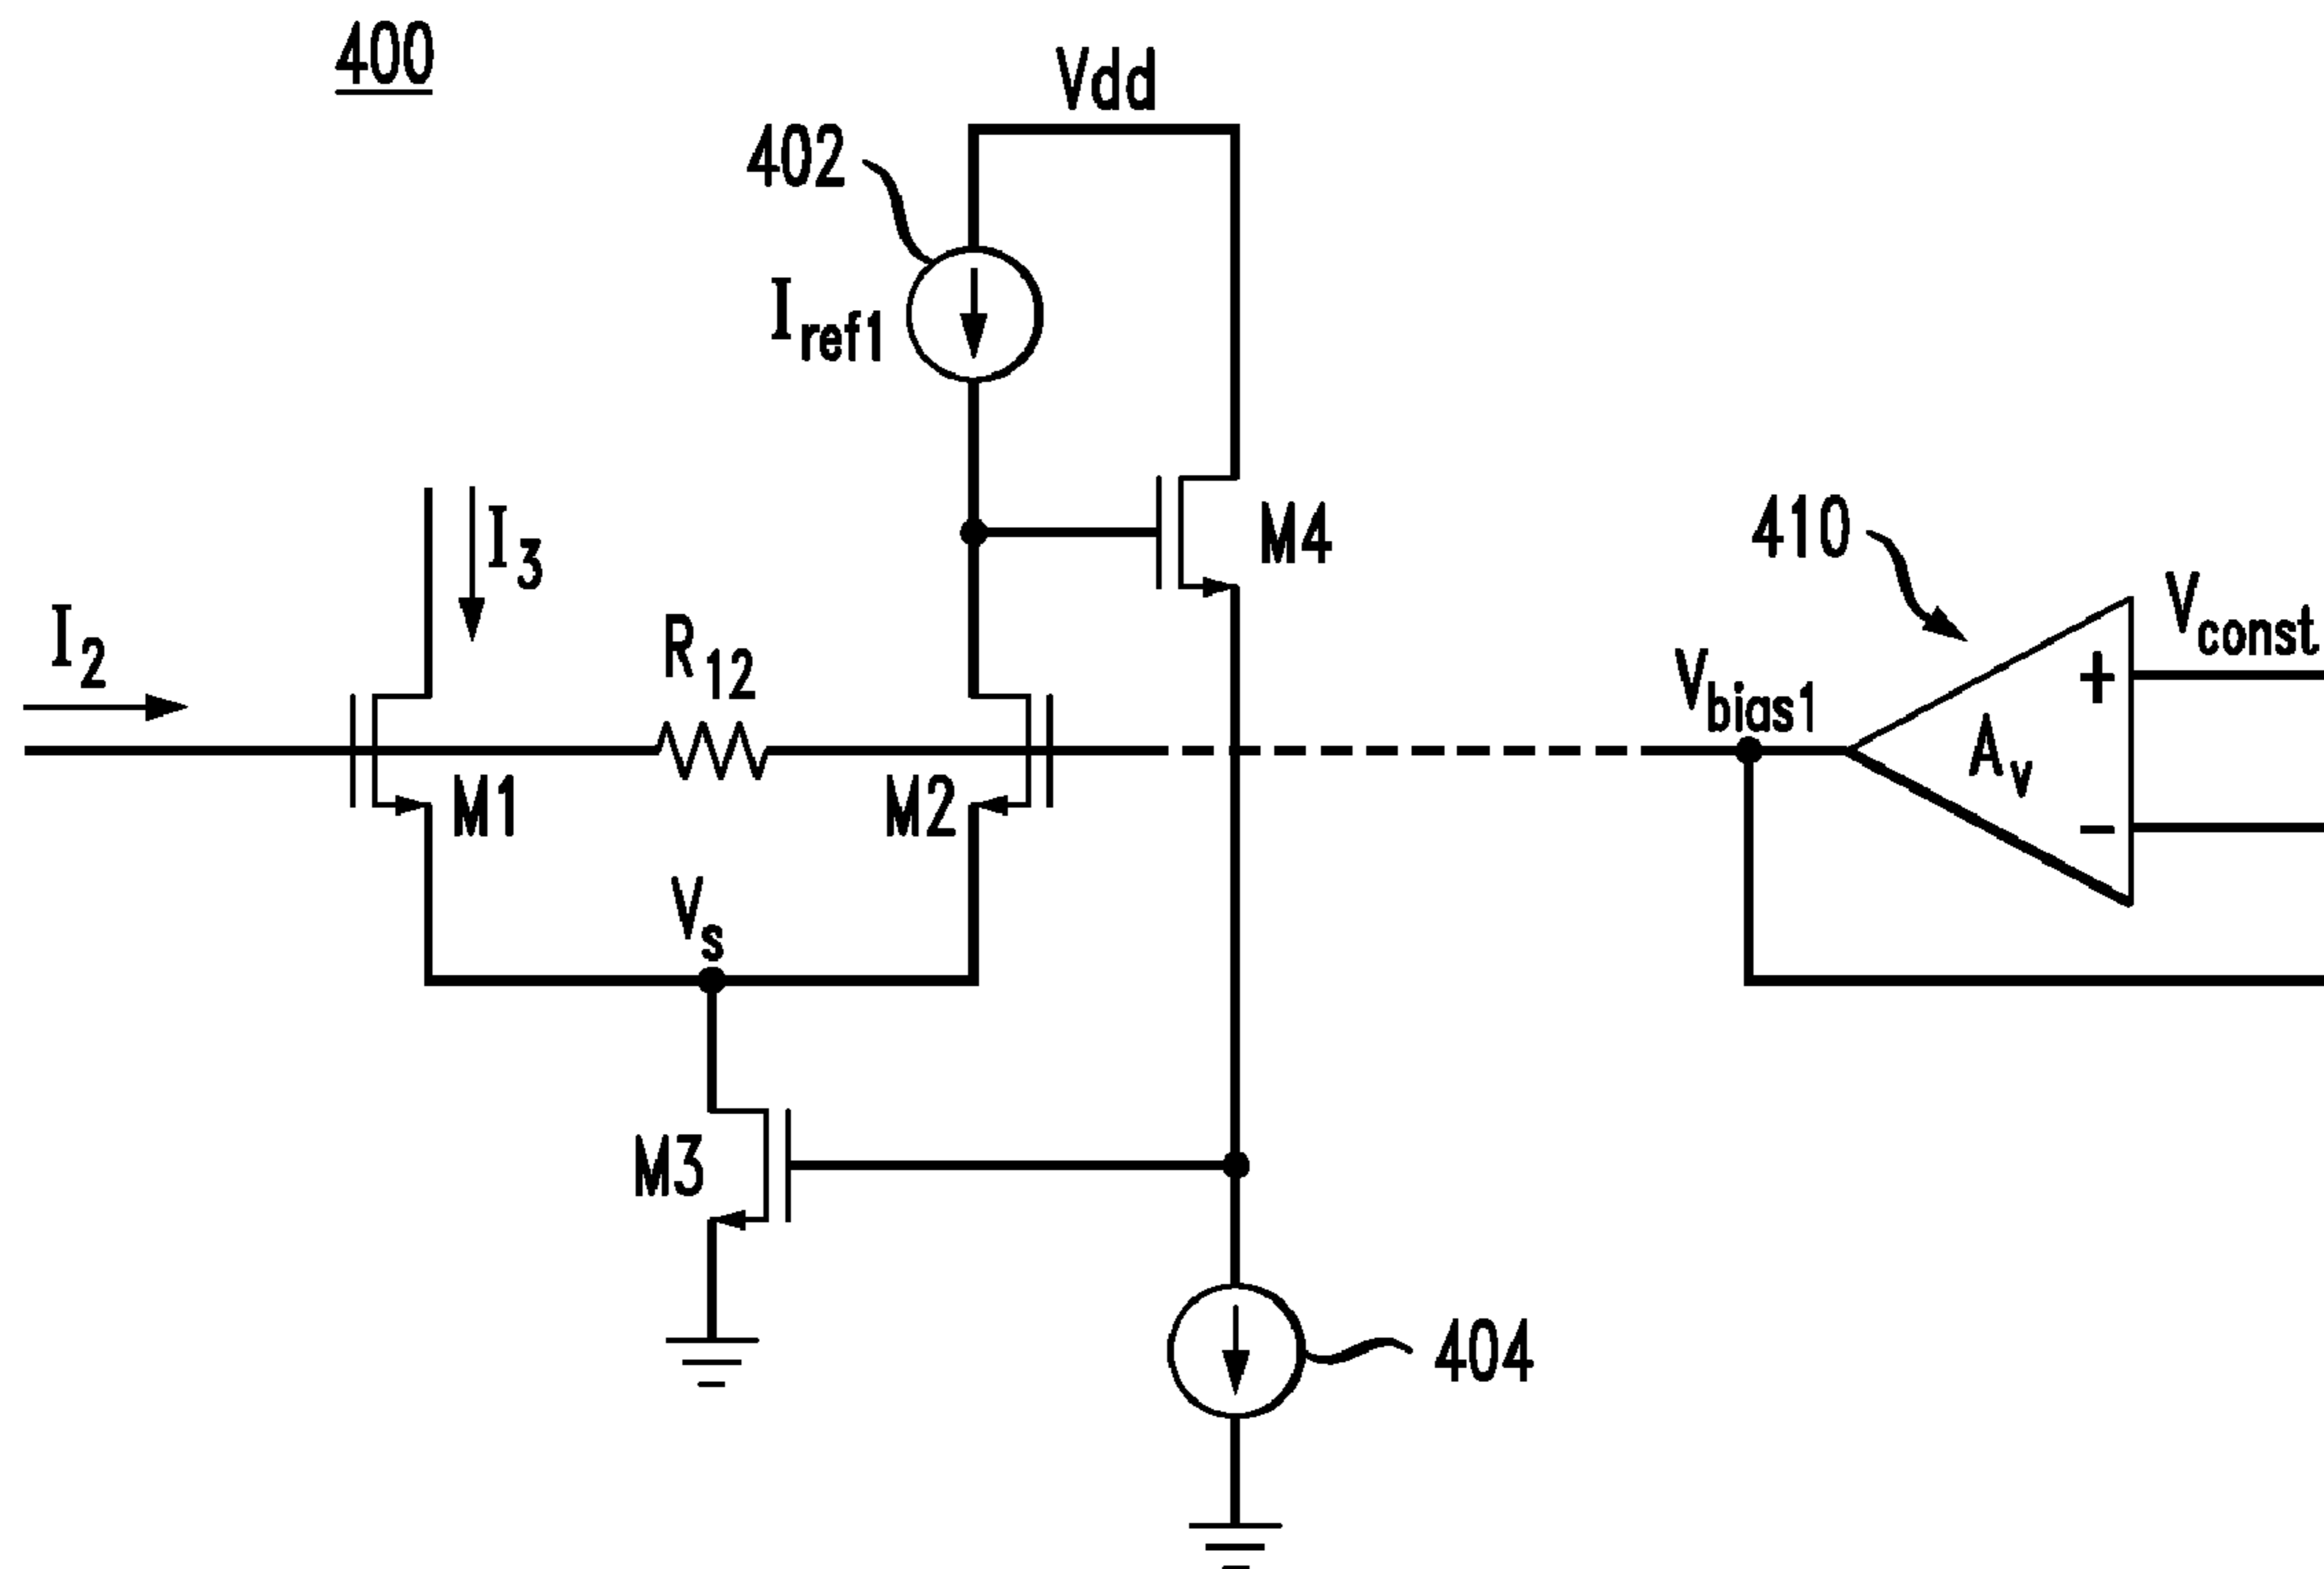 400
Vdd
402
Iref1
I3
M4
410
I2
R12
Vconst.
Vbias1
+
Av
M1
M2
−
Vs
M3
404